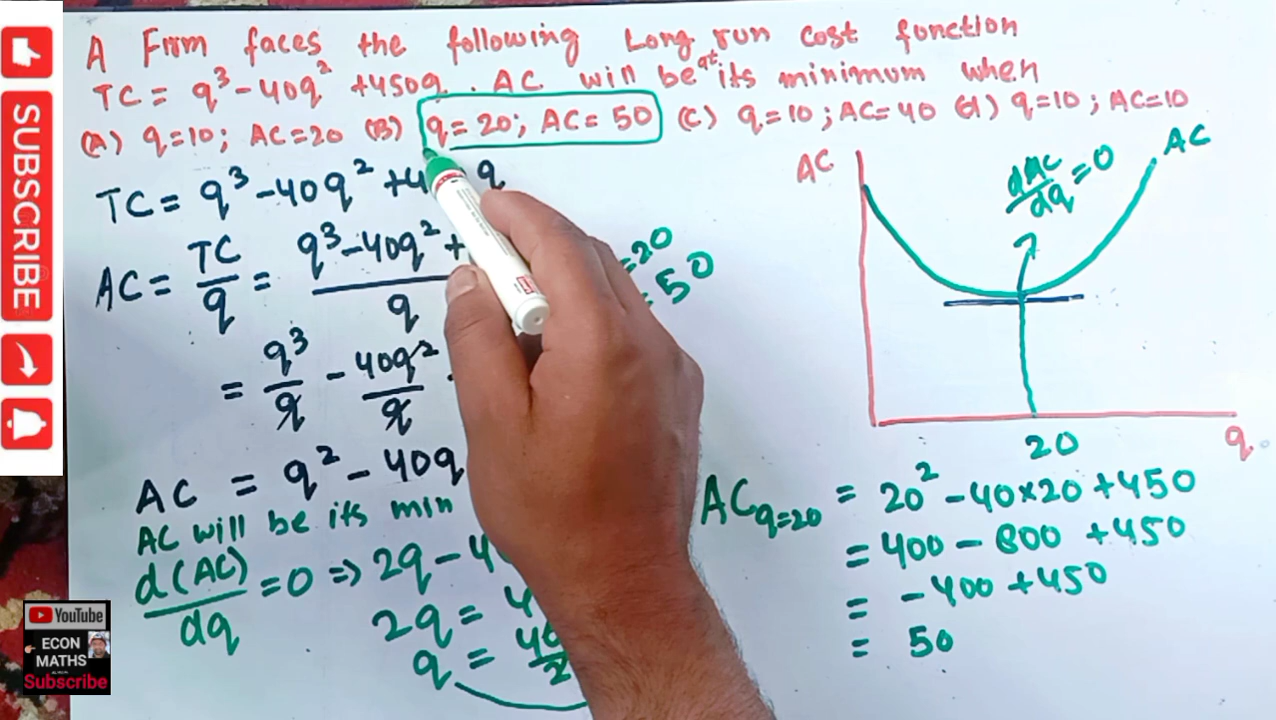 A Firm faces the following Long run cost function
TC = q³ - 40q² + 450q . AC will be at its minimum when
(A) q=10; AC=20 (B) q = 20; AC = 50 (C) q=10; AC=40 (d) q=10; AC=10
TC = q³ - 40q² + 4 q
AC = TC/q = q³ - 40q² + / q
= q³/q - 40q²/q
AC = q² - 40q
AC will be its min
d(AC)/dq = 0 => 2q - 4
2q = 4
q = 40/2
=20
= 50
AC
dAC/dq = 0
AC
20
q
AC q=20 = 20² - 40×20 + 450
= 400 - 800 + 450
= -400 + 450
= 50
SUBSCRIBE
YouTube
ECON
MATHS
Subscribe